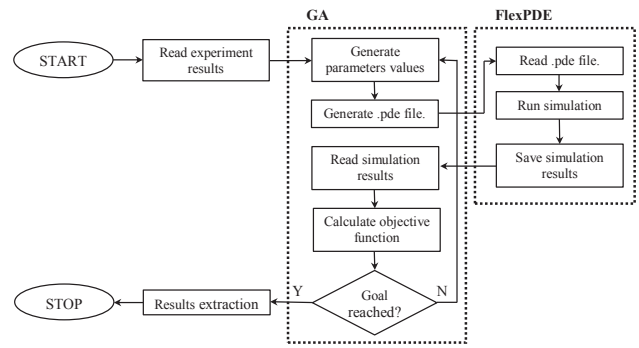 GA
FlexPDE
START
Read experiment
results
Generate
parameters values
Generate .pde file.
Read .pde file.
Run simulation
Save simulation
results
Read simulation
results
Calculate objective
function
Goal
reached?
Y
N
Results extraction
STOP